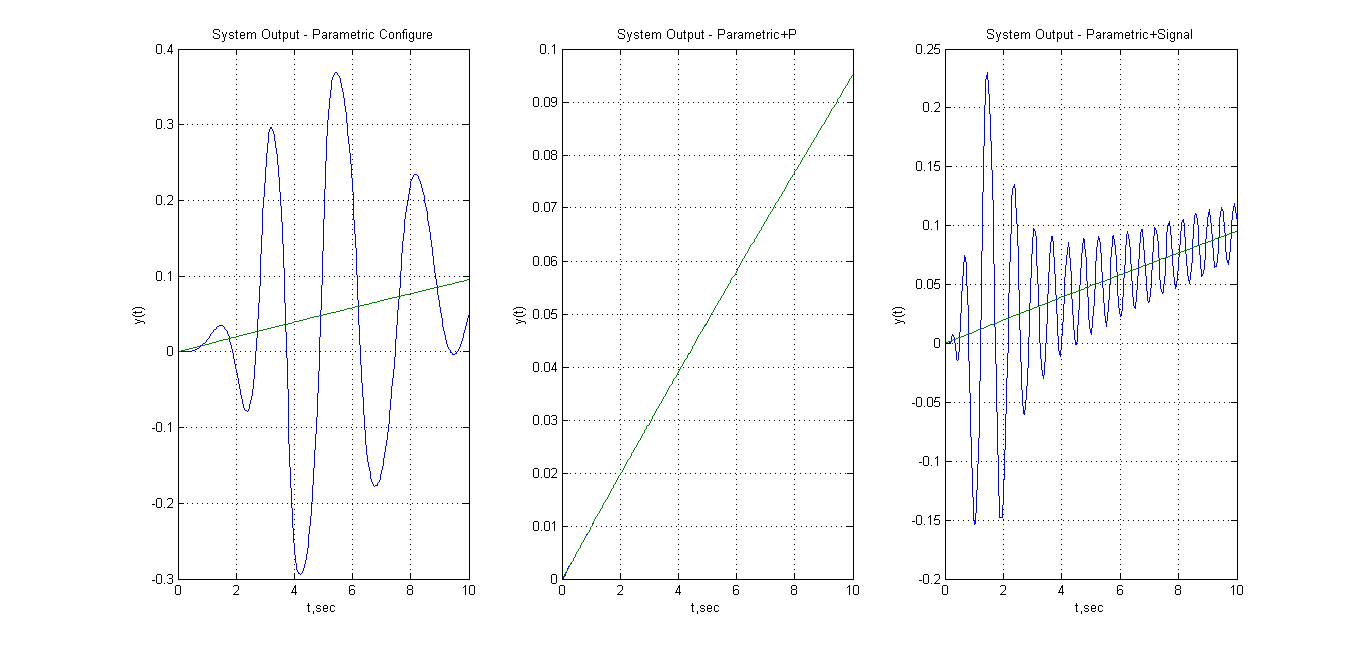 System Output - Parametric Configure
0.4
0.3
0.2
0.1
0
-0.1
-0.2
-0.3
y(t)
0 2 4 6 8 10
t,sec
System Output - Parametric+P
0.1
0.09
0.08
0.07
0.06
0.05
0.04
0.03
0.02
0.01
0
y(t)
0 2 4 6 8 10
t,sec
System Output - Parametric+Signal
0.25
0.2
0.15
0.1
0.05
0
-0.05
-0.1
-0.15
-0.2
y(t)
0 2 4 6 8 10
t,sec